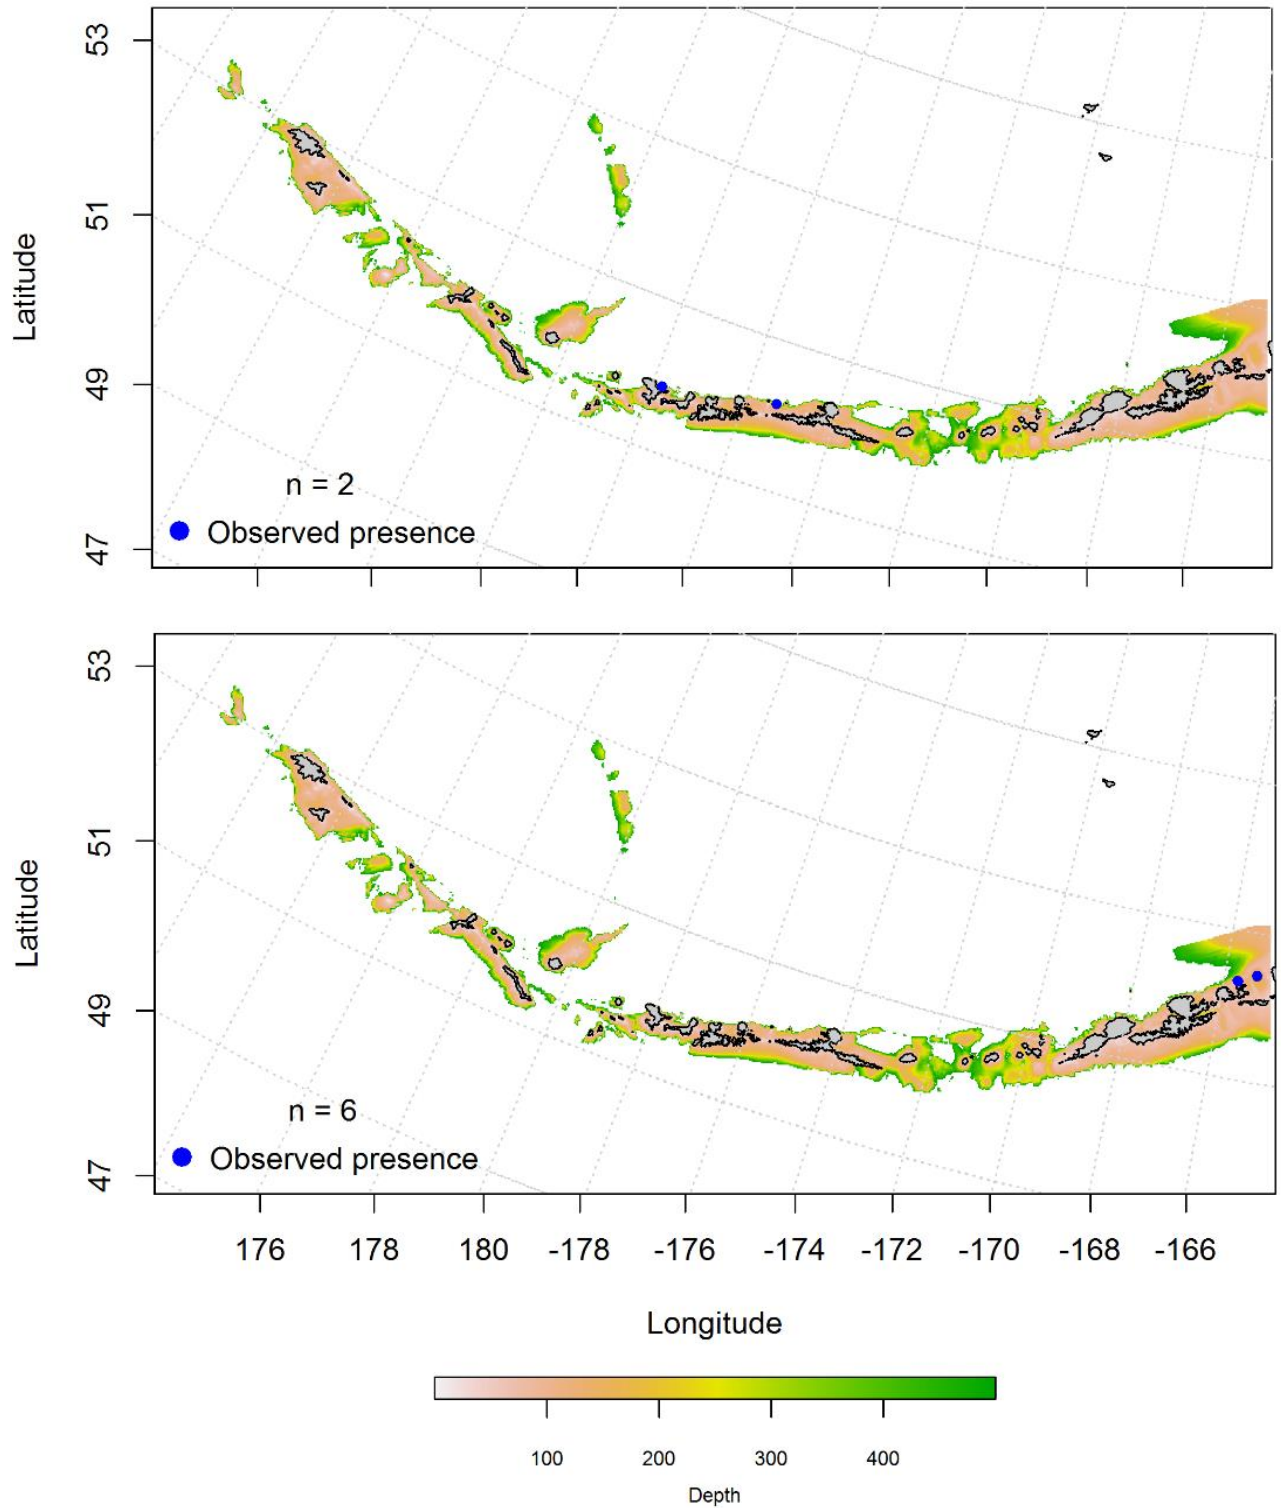 53
51
49
47
Latitude
n = 2
Observed presence
53
51
49
47
Latitude
n = 6
Observed presence
176 178 180 -178 -176 -174 -172 -170 -168 -166
Longitude
100 200 300 400
Depth